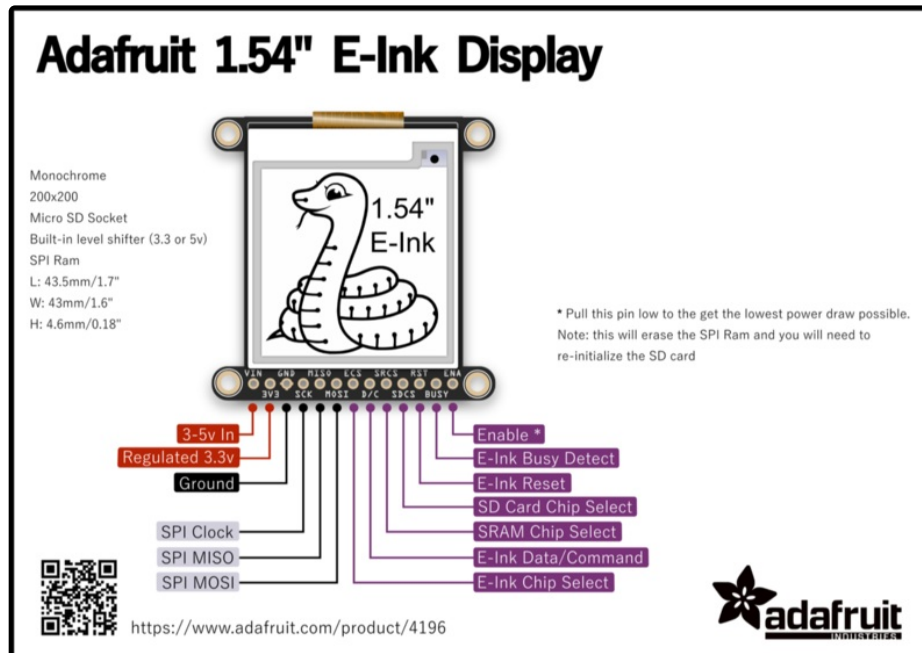 Adafruit 1.54" E-Ink Display
Monochrome
200x200
Micro SD Socket
Built-in level shifter (3.3 or 5v)
SPI Ram
L: 43.5mm/1.7"
W: 43mm/1.6"
H: 4.6mm/0.18"
1.54"
E-Ink
* Pull this pin low to the get the lowest power draw possible.
Note: this will erase the SPI Ram and you will need to
re-initialize the SD card
VIN GND MISO ECS SRCS RST ENA
3V3 SCK MOSI D/C SDCS BUSY
3-5v In
Regulated 3.3v
Ground
SPI Clock
SPI MISO
SPI MOSI
Enable *
E-Ink Busy Detect
E-Ink Reset
SD Card Chip Select
SRAM Chip Select
E-Ink Data/Command
E-Ink Chip Select
https://www.adafruit.com/product/4196
adafruit
INDUSTRIES